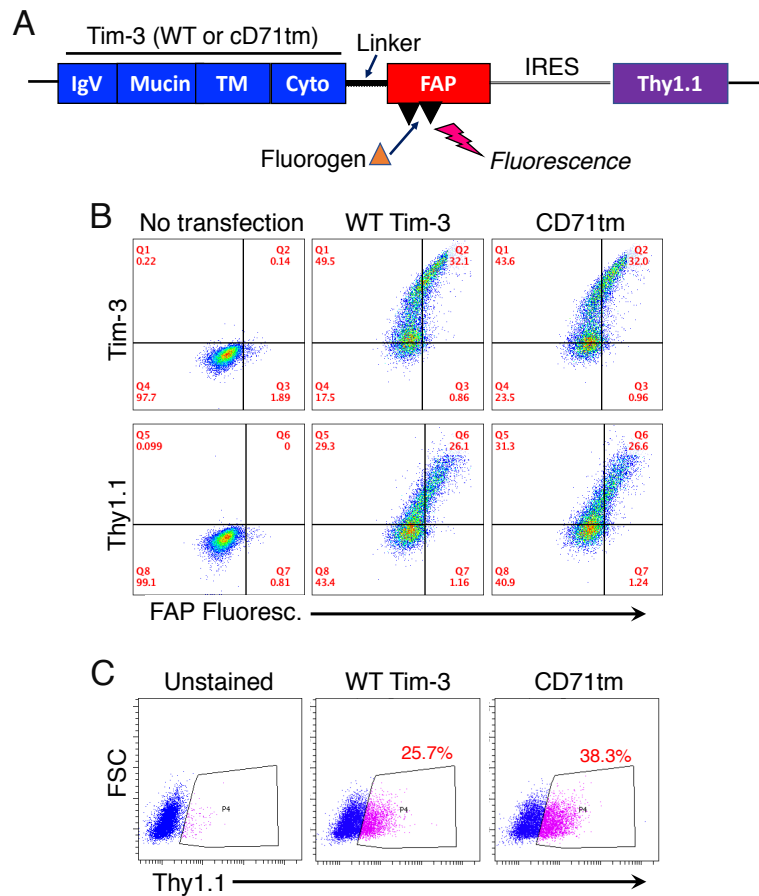 A
Tim-3 (WT or cD71tm)
Linker
IgV Mucin TM Cyto FAP IRES Thy1.1
Fluorogen
Fluorescence
B
No transfection WT Tim-3 CD71tm
Q1 Q2 Q1 Q2 Q1 Q2
0.22 0.14 49.5 32.1 43.6 32.0
Tim-3
Q4 Q3 Q4 Q3 Q4 Q3
97.7 1.89 17.5 0.86 23.5 0.96
Q5 Q6 Q5 Q6 Q5 Q6
0.099 0 29.3 26.1 31.3 26.6
Thy1.1
Q8 Q7 Q8 Q7 Q8 Q7
99.1 0.81 43.4 1.16 40.9 1.24
FAP Fluoresc.
C
Unstained WT Tim-3 CD71tm
25.7% 38.3%
FSC
P4 P4 P4
Thy1.1